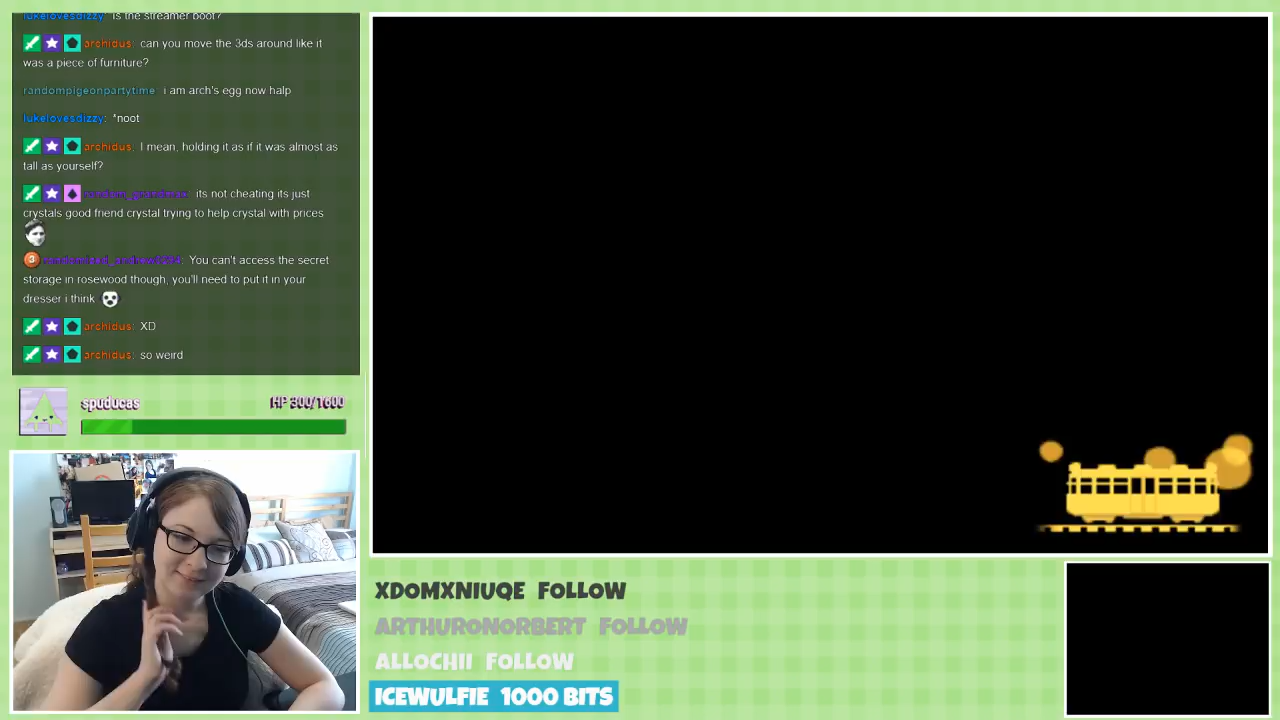 lukelovesdizzy: Is the streamer boot?
archidus: can you move the 3ds around like it
was a piece of furniture?
randompigeonpartytime: i am arch's egg now halp
lukelovesdizzy: *noot
archidus: I mean, holding it as if it was almost as
tall as yourself?
random_grandmax: its not cheating its just
crystals good friend crystal trying to help crystal with prices
3 You can't access the secret
storage in rosewood though, you'll need to put it in your
dresser i think
archidus: XD
archidus: so weird
spuducas HP 300/1600
XDOMXNIUQE FOLLOW
ARTHURONORBERT FOLLOW
ALLOCHII FOLLOW
ICEWULFIE 1000 BITS